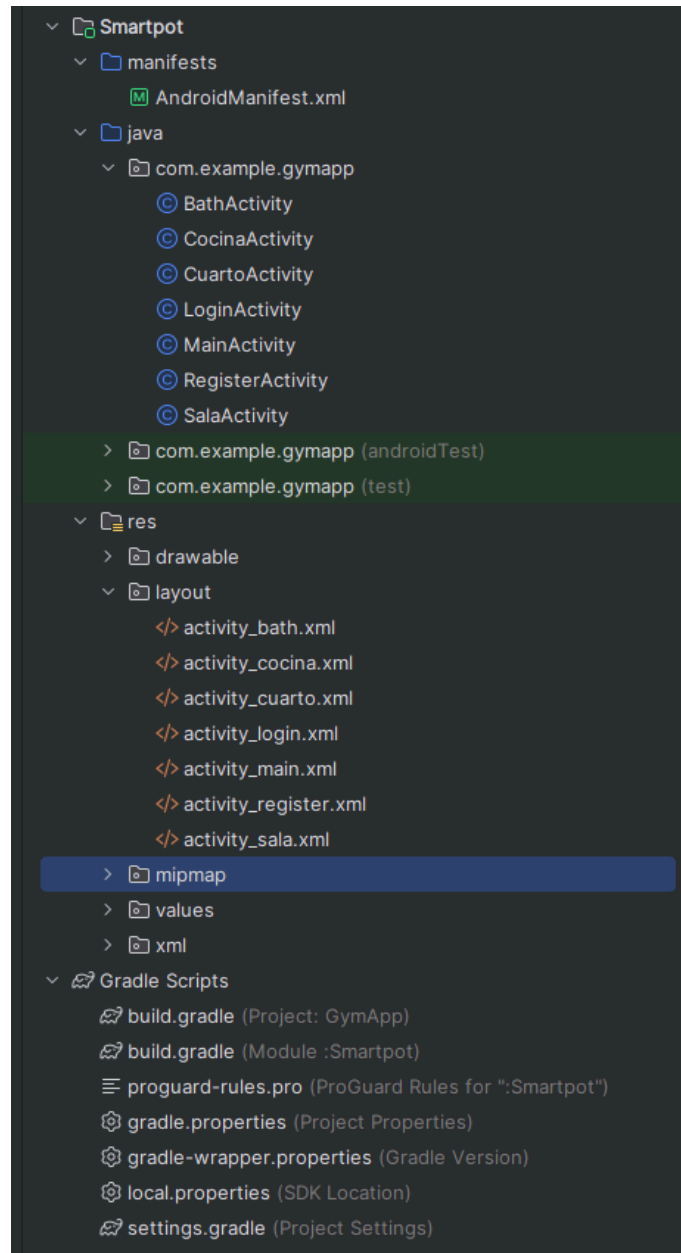 Smartpot
manifests
AndroidManifest.xml
java
com.example.gymapp
BathActivity
CocinaActivity
CuartoActivity
LoginActivity
MainActivity
RegisterActivity
SalaActivity
com.example.gymapp (androidTest)
com.example.gymapp (test)
res
drawable
layout
activity_bath.xml
activity_cocina.xml
activity_cuarto.xml
activity_login.xml
activity_main.xml
activity_register.xml
activity_sala.xml
mipmap
values
xml
Gradle Scripts
build.gradle (Project: GymApp)
build.gradle (Module :Smartpot)
proguard-rules.pro (ProGuard Rules for ":Smartpot")
gradle.properties (Project Properties)
gradle-wrapper.properties (Gradle Version)
local.properties (SDK Location)
settings.gradle (Project Settings)